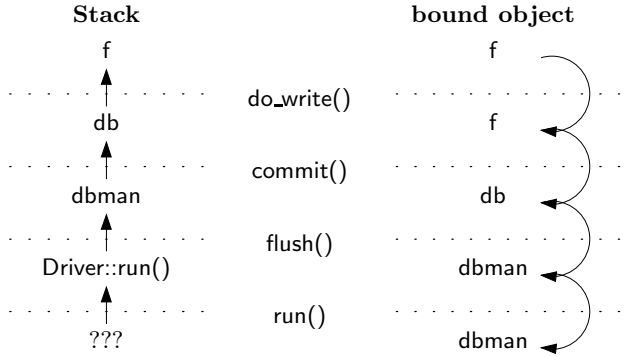 Stack bound object
f f
do_write()
db f
commit()
dbman db
flush()
Driver::run() dbman
run()
??? dbman